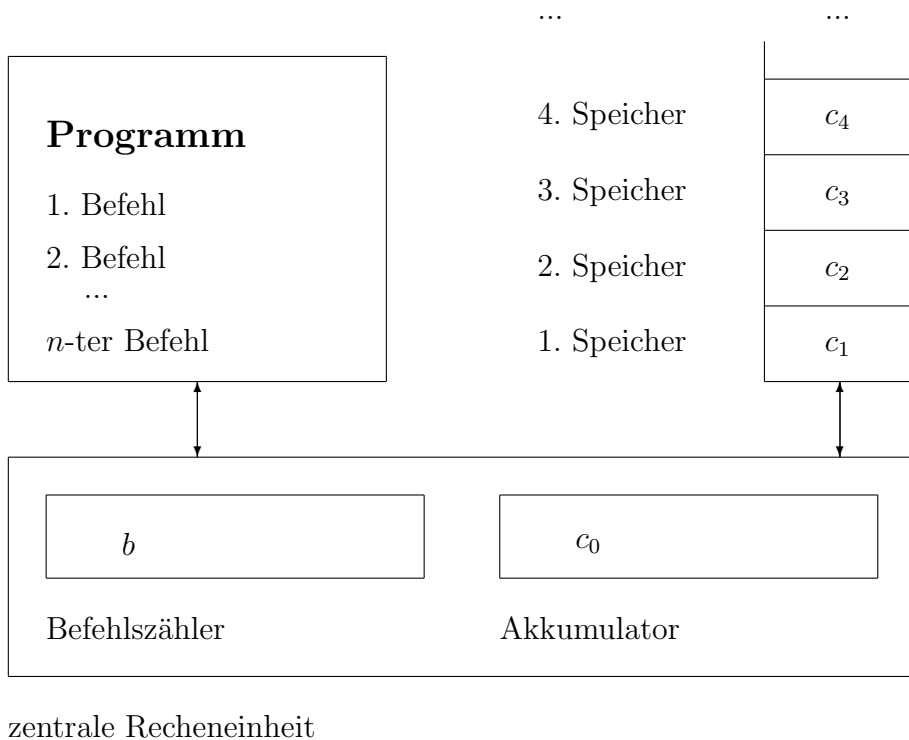 ... ...
Programm
1. Befehl
2. Befehl
...
n-ter Befehl
4. Speicher c₄
3. Speicher c₃
2. Speicher c₂
1. Speicher c₁
b
Befehlszähler
c₀
Akkumulator
zentrale Recheneinheit